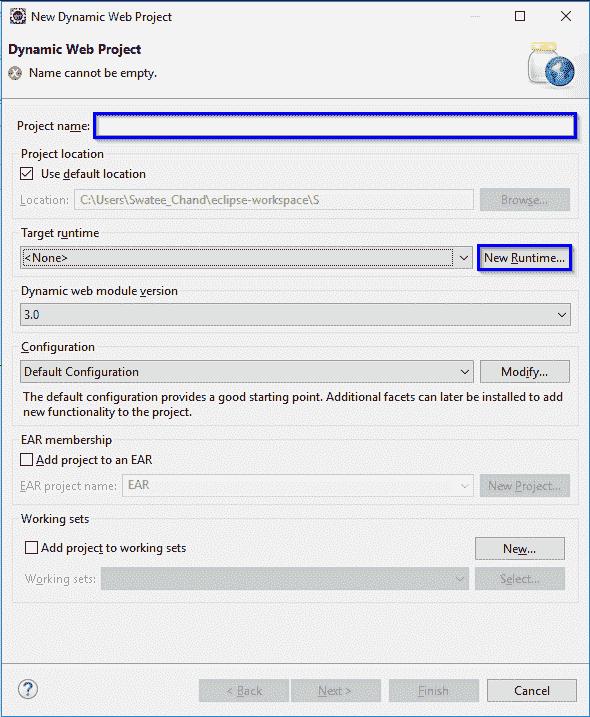 New Dynamic Web Project
Dynamic Web Project
Name cannot be empty.
Project name:
Project location
Use default location
Location: C:\Users\Swatee_Chand\eclipse-workspace\S Browse...
Target runtime
<None> New Runtime...
Dynamic web module version
3.0
Configuration
Default Configuration Modify...
The default configuration provides a good starting point. Additional facets can later be installed to add
new functionality to the project.
EAR membership
Add project to an EAR
EAR project name: EAR New Project...
Working sets
Add project to working sets New...
Working sets: Select...
? < Back Next > Finish Cancel